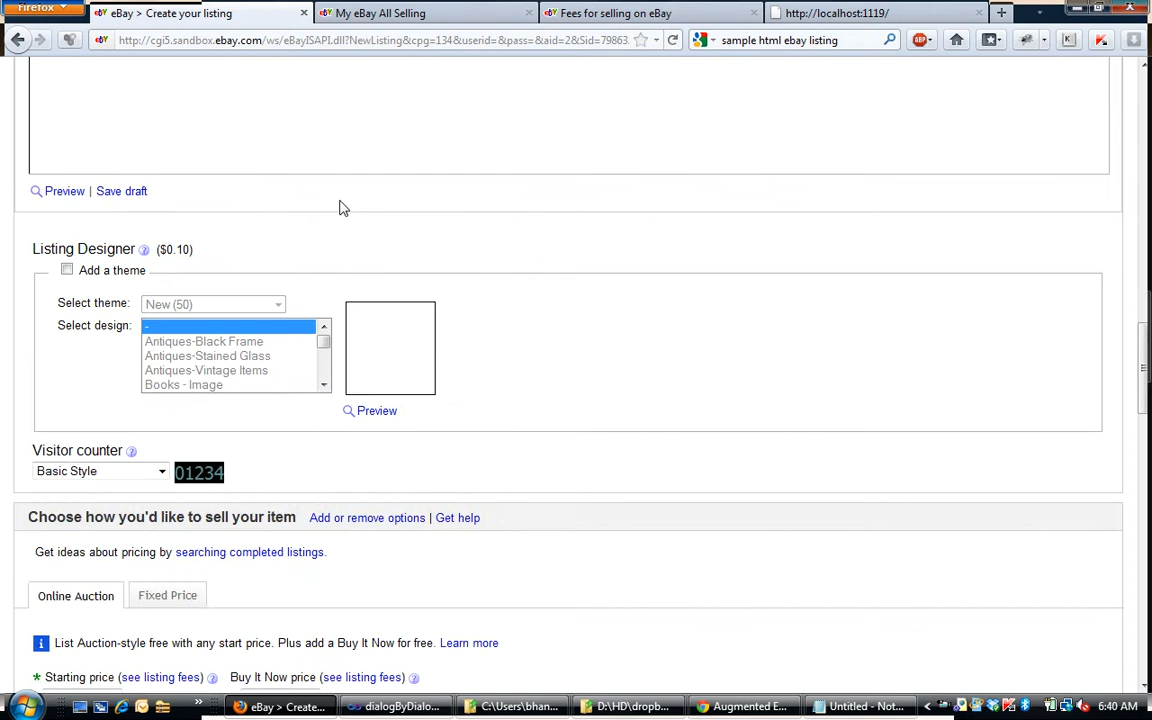 Firefox
eBay > Create your listing
My eBay All Selling
Fees for selling on eBay
http://localhost:1119/
http://cgi5.sandbox.ebay.com/ws/eBayISAPI.dll?NewListing&cpg=134&userid=&pass=&aid=2&Sid=79863
sample html ebay listing
Preview | Save draft
Listing Designer ($0.10)
Add a theme
Select theme: New (50)
Select design: -
Antiques-Black Frame
Antiques-Stained Glass
Antiques-Vintage Items
Books - Image
Preview
Visitor counter
Basic Style 01234
Choose how you'd like to sell your item Add or remove options | Get help
Get ideas about pricing by searching completed listings.
Online Auction Fixed Price
List Auction-style free with any start price. Plus add a Buy It Now for free. Learn more
* Starting price (see listing fees) Buy It Now price (see listing fees)
eBay > Create...
dialogByDialo...
C:\Users\bhan...
D:\HD\dropb...
Augmented E...
Untitled - Not...
6:40 AM